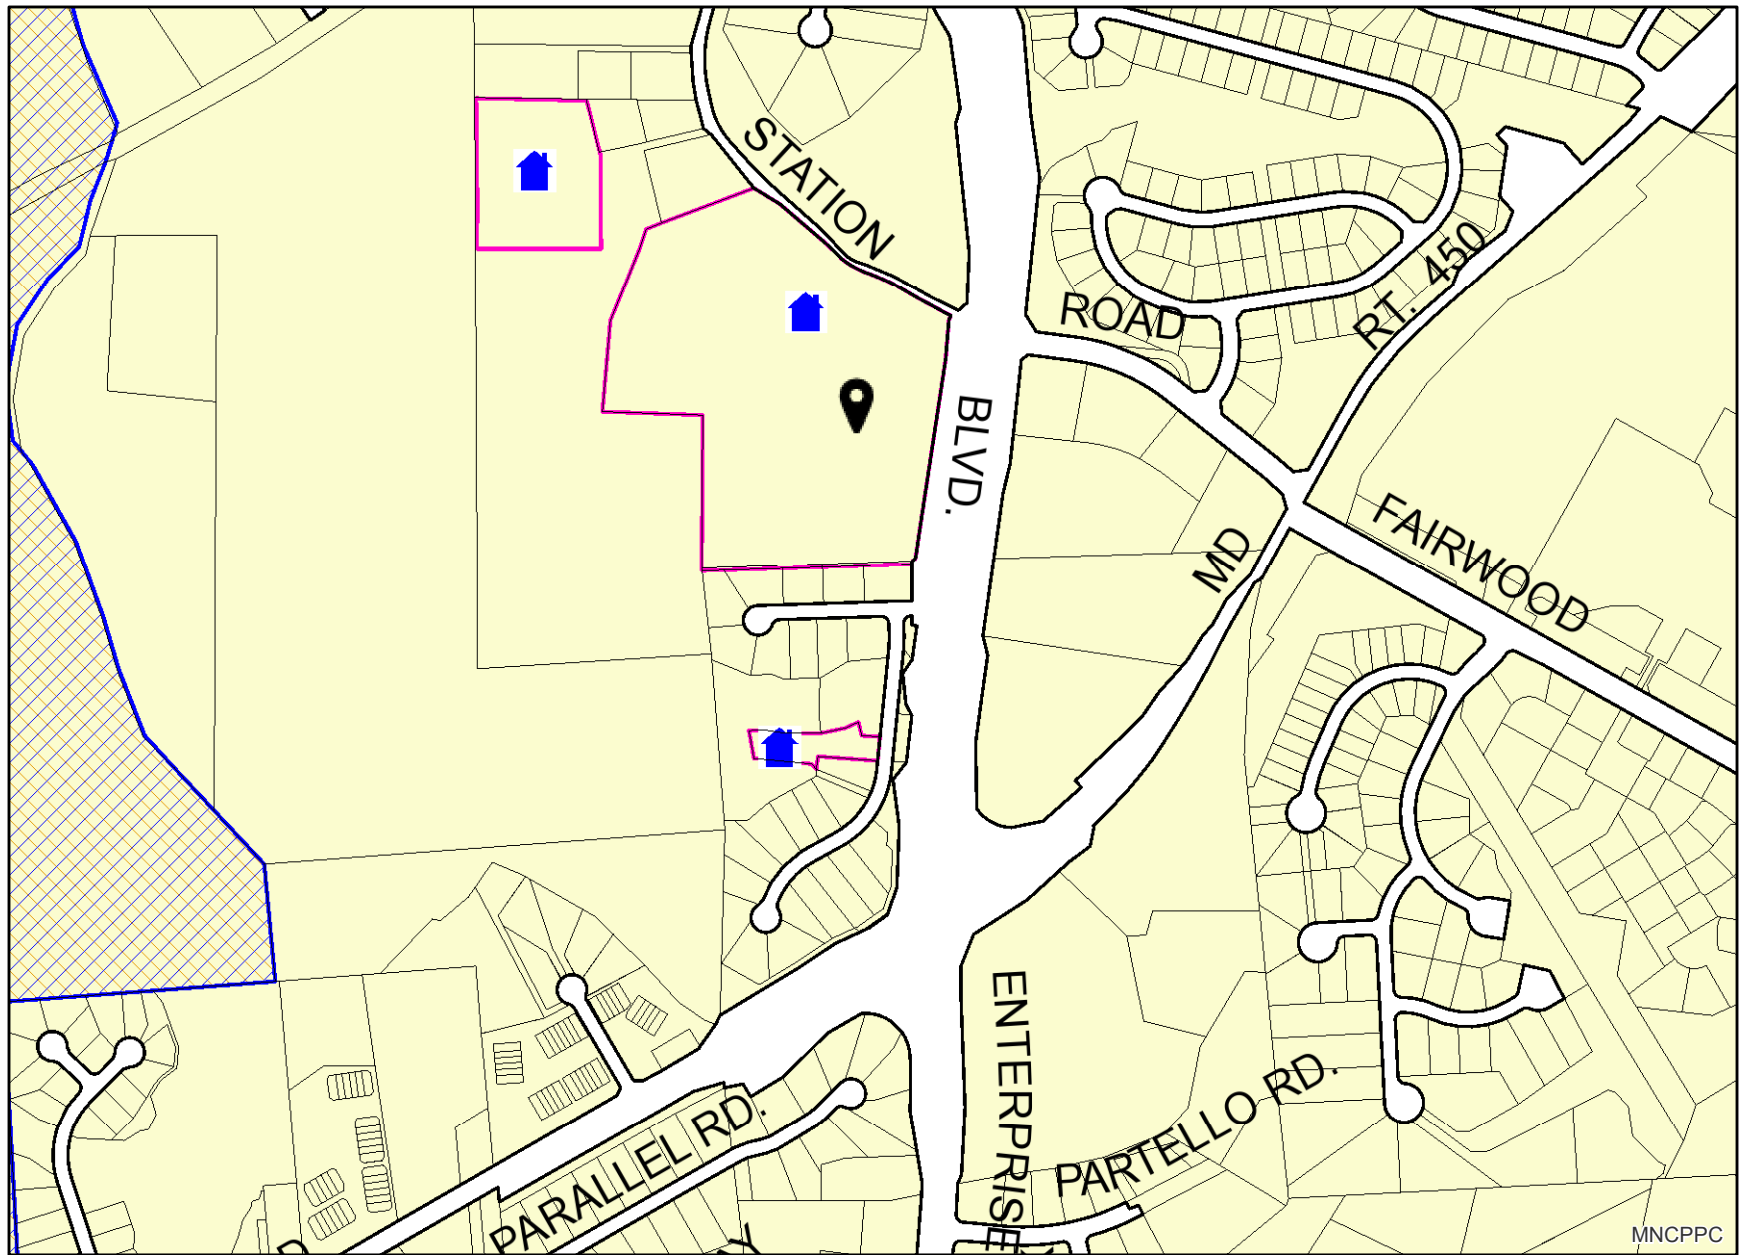 STATION
ROAD
RT. 450
BLVD.
FAIRWOOD
MD
ENTERPRISE
PARTELLO RD.
PARALLEL RD.
MNCPPC